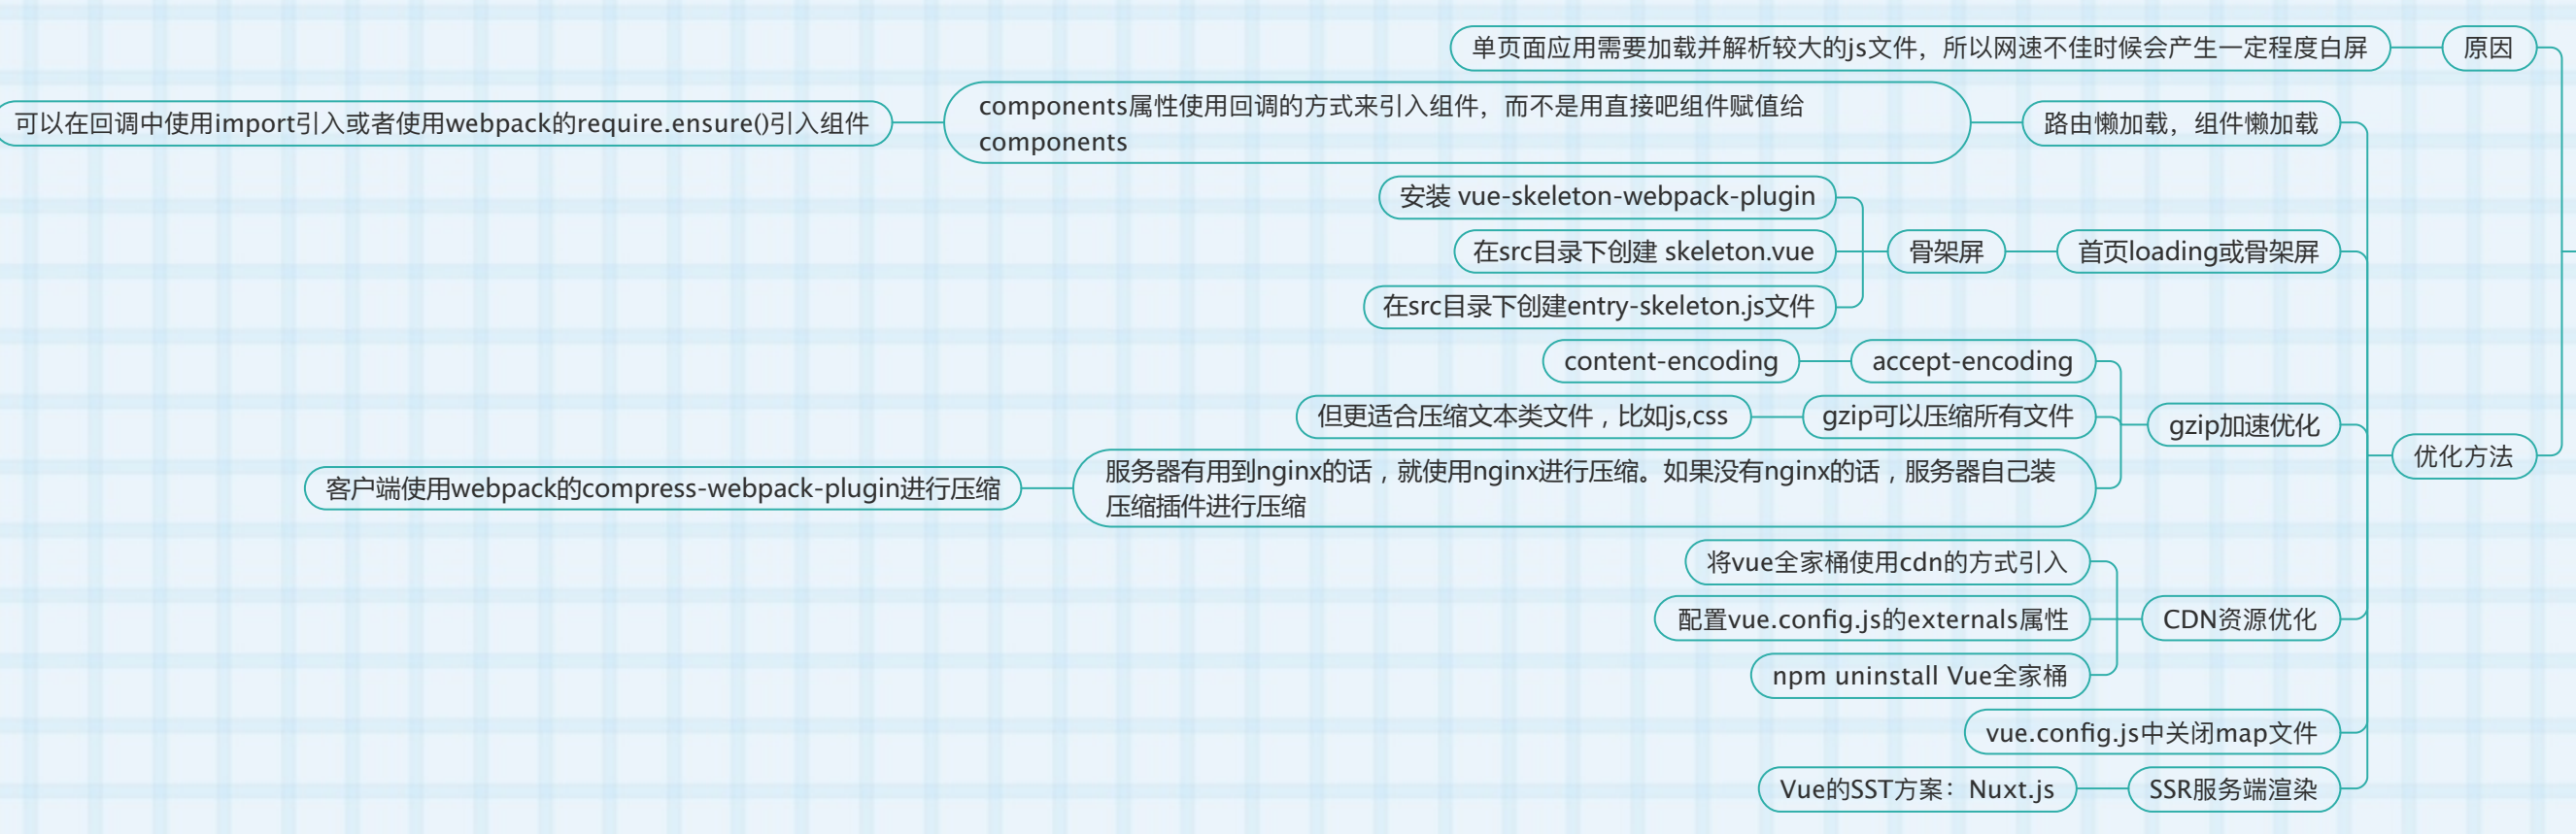 单页面应用需要加载并解析较大的js文件，所以网速不佳时候会产生一定程度白屏
原因
可以在回调中使用import引入或者使用webpack的require.ensure()引入组件
components属性使用回调的方式来引入组件，而不是用直接吧组件赋值给
components
路由懒加载，组件懒加载
安装 vue-skeleton-webpack-plugin
在src目录下创建 skeleton.vue
在src目录下创建entry-skeleton.js文件
骨架屏
首页loading或骨架屏
content-encoding
accept-encoding
但更适合压缩文本类文件，比如js,css
gzip可以压缩所有文件
客户端使用webpack的compress-webpack-plugin进行压缩
服务器有用到nginx的话，就使用nginx进行压缩。如果没有nginx的话，服务器自己装
压缩插件进行压缩
gzip加速优化
优化方法
将vue全家桶使用cdn的方式引入
配置vue.config.js的externals属性
npm uninstall Vue全家桶
CDN资源优化
vue.config.js中关闭map文件
Vue的SST方案：Nuxt.js
SSR服务端渲染